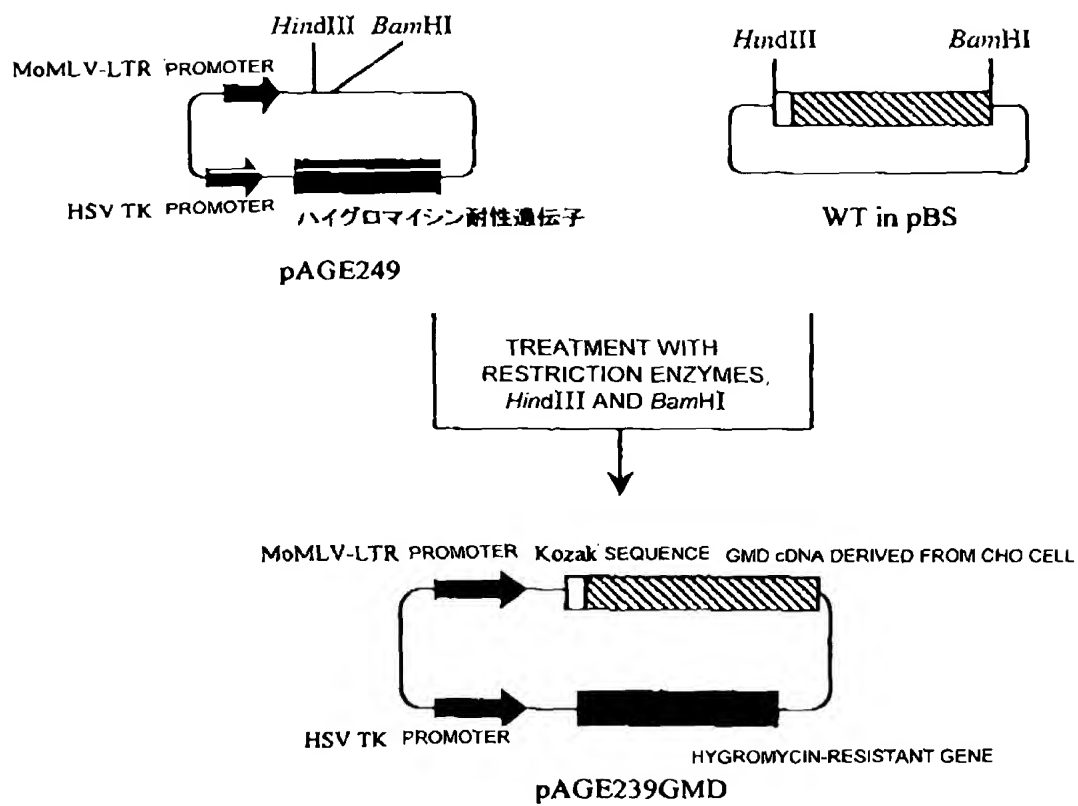 HindIII BamHI
MoMLV-LTR PROMOTER
HSV TK PROMOTER
ハイグロマイシン耐性遺伝子
pAGE249
HindIII BamHI
WT in pBS
TREATMENT WITH
RESTRICTION ENZYMES,
HindIII AND BamHI
MoMLV-LTR PROMOTER Kozak SEQUENCE GMD cDNA DERIVED FROM CHO CELL
HSV TK PROMOTER
HYGROMYCIN-RESISTANT GENE
pAGE239GMD